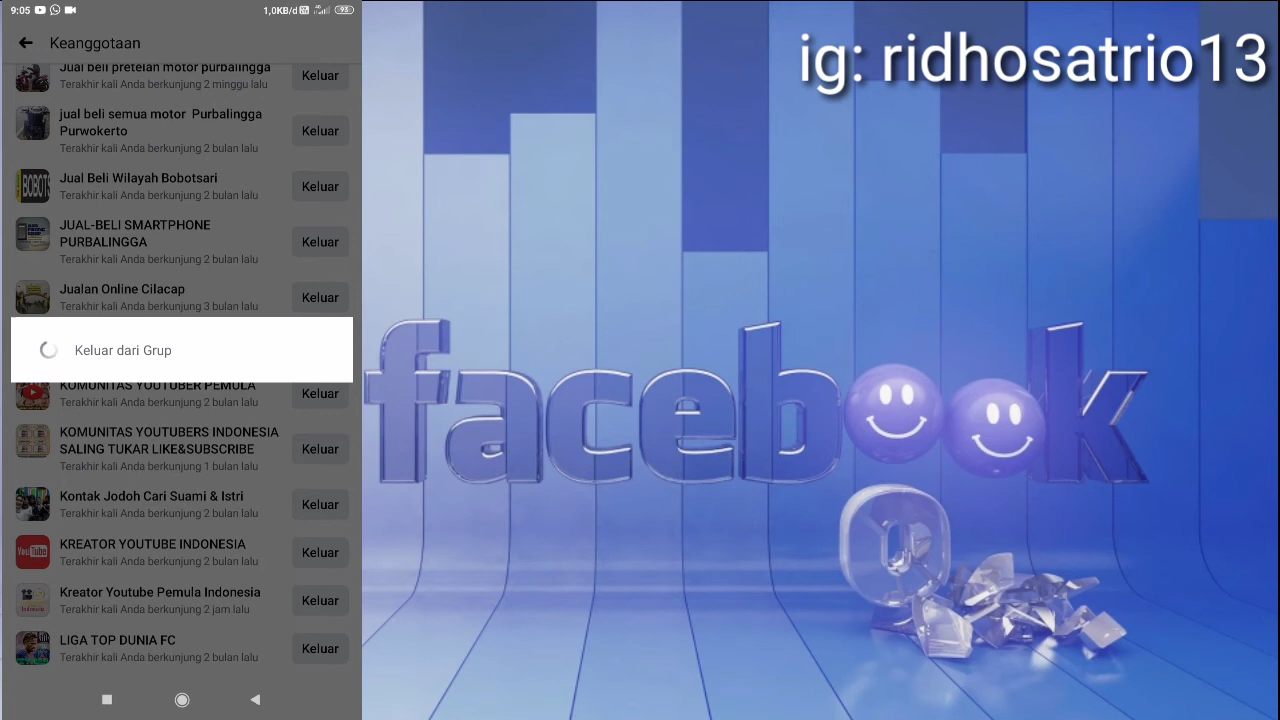 9:05
1,0KB/d
93
Keanggotaan
Jual beli pretelan motor purbalingga
Terakhir kali Anda berkunjung 2 minggu lalu
Keluar
jual beli semua motor Purbalingga
Purwokerto
Terakhir kali Anda berkunjung 2 bulan lalu
Keluar
Jual Beli Wilayah Bobotsari
Terakhir kali Anda berkunjung 2 bulan lalu
Keluar
JUAL-BELI SMARTPHONE
PURBALINGGA
Terakhir kali Anda berkunjung 2 bulan lalu
Keluar
Jualan Online Cilacap
Terakhir kali Anda berkunjung 3 bulan lalu
Keluar
Keluar dari Grup
KOMUNITAS YOUTUBER PEMULA
Terakhir kali Anda berkunjung 2 bulan lalu
Keluar
KOMUNITAS YOUTUBERS INDONESIA
SALING TUKAR LIKE&SUBSCRIBE
Terakhir kali Anda berkunjung 1 bulan lalu
Keluar
Kontak Jodoh Cari Suami & Istri
Terakhir kali Anda berkunjung 2 bulan lalu
Keluar
YouTube
KREATOR YOUTUBE INDONESIA
Terakhir kali Anda berkunjung 2 bulan lalu
Keluar
Kreator Youtube Pemula Indonesia
Terakhir kali Anda berkunjung 2 jam lalu
Keluar
LIGA TOP DUNIA FC
Terakhir kali Anda berkunjung 2 bulan lalu
Keluar
ig: ridhosatrio13
facebook